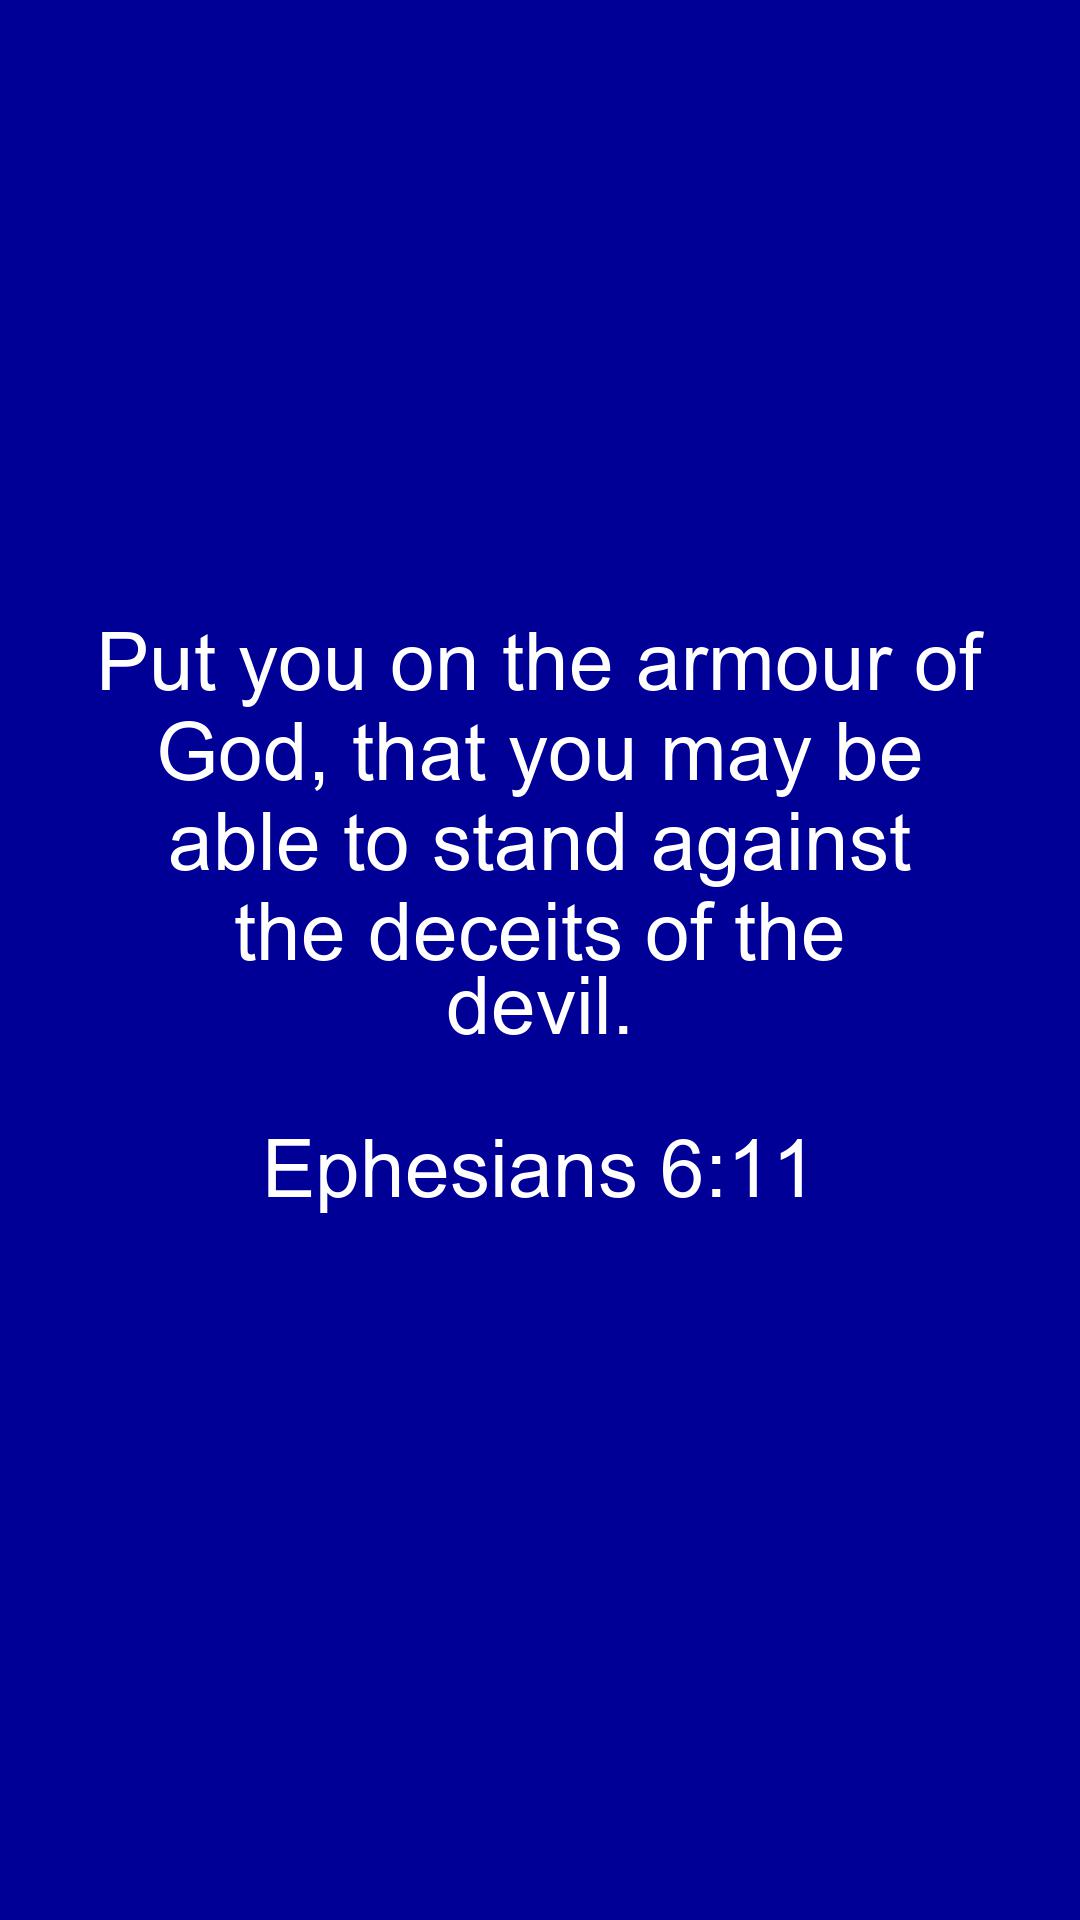 Put you on the armour of
God, that you may be
able to stand against
the deceits of the
devil.
Ephesians 6:11